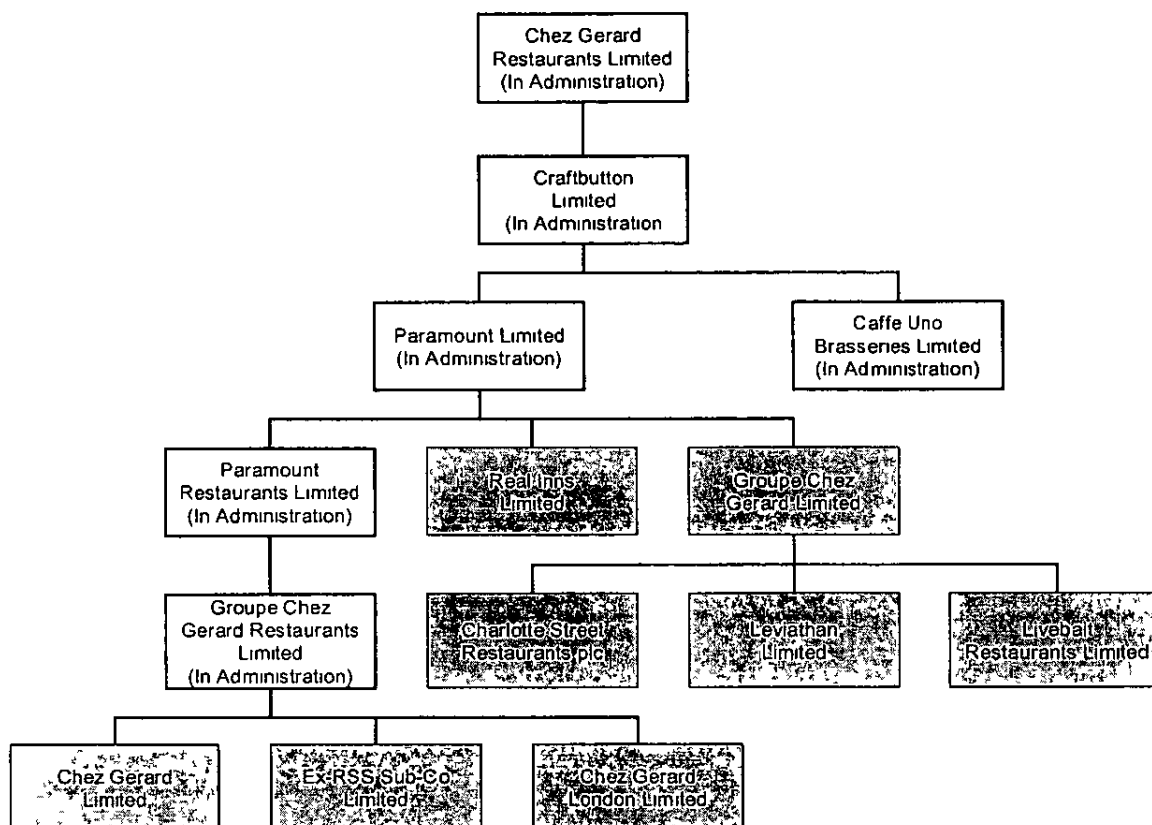 Chez Gerard
Restaurants Limited
(In Administration)
Craftbutton
Limited
(In Administration
Paramount Limited
(In Administration)
Caffe Uno
Brasseries Limited
(In Administration)
Paramount
Restaurants Limited
(In Administration)
Real Inns
Limited
Groupe Chez
Gerard Limited
Groupe Chez
Gerard Restaurants
Limited
(In Administration)
Charlotte Street
Restaurants plc
Leviathan
Limited
Livebait
Restaurants Limited
Chez Gerard
Limited
Ex-RSS Sub-Co
Limited
Chez Gerard
London Limited